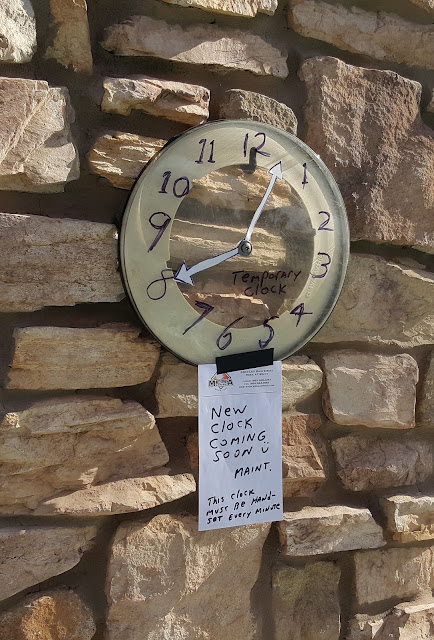 12
11
1
10
2
9
3
8
4
7
5
6
Temporary
Clock
New
Clock
Coming
Soon
Maint.
This Clock
Must Be Hand-
Set Every Minute